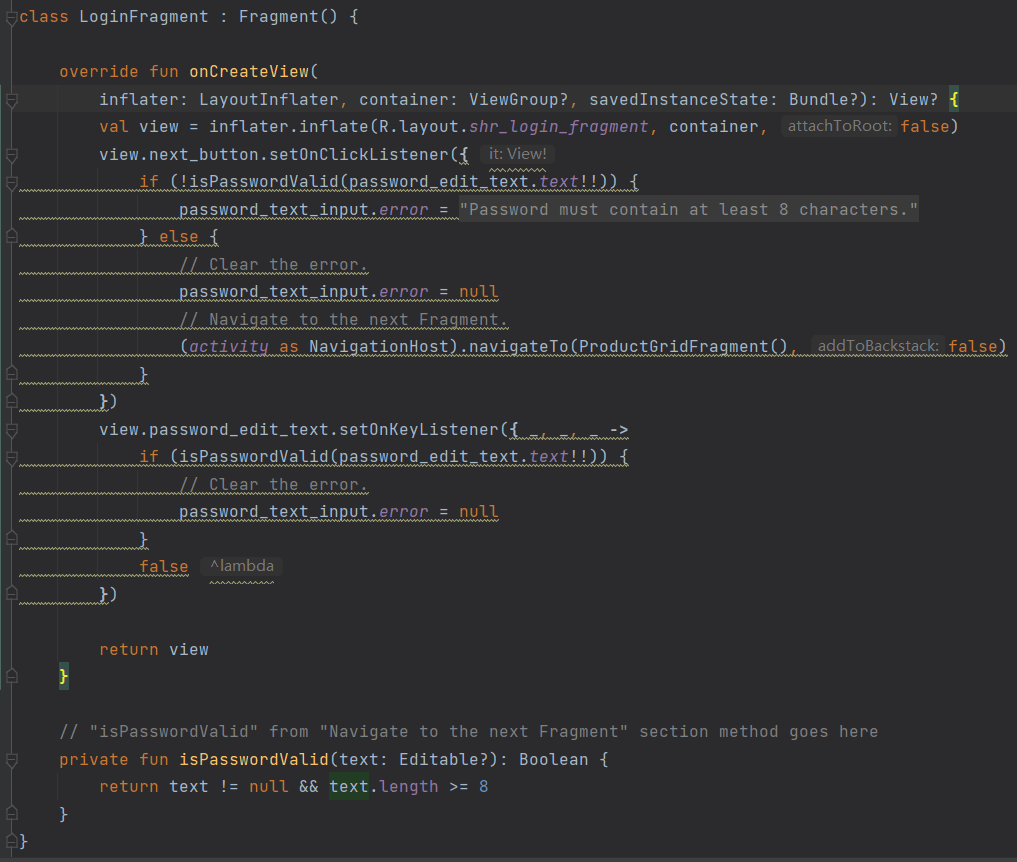 class LoginFragment : Fragment() {
override fun onCreateView(
inflater: LayoutInflater, container: ViewGroup?, savedInstanceState: Bundle?): View? {
val view = inflater.inflate(R.layout.shr_login_fragment, container, attachToRoot: false)
view.next_button.setOnClickListener({ it: View!
if (!isPasswordValid(password_edit_text.text!!)) {
password_text_input.error = "Password must contain at least 8 characters."
} else {
// Clear the error.
password_text_input.error = null
// Navigate to the next Fragment.
(activity as NavigationHost).navigateTo(ProductGridFragment(), addToBackstack: false)
}
})
view.password_edit_text.setOnKeyListener({ _, _, _ ->
if (isPasswordValid(password_edit_text.text!!)) {
// Clear the error.
password_text_input.error = null
}
false ^lambda
})
return view
}
// "isPasswordValid" from "Navigate to the next Fragment" section method goes here
private fun isPasswordValid(text: Editable?): Boolean {
return text != null && text.length >= 8
}
}